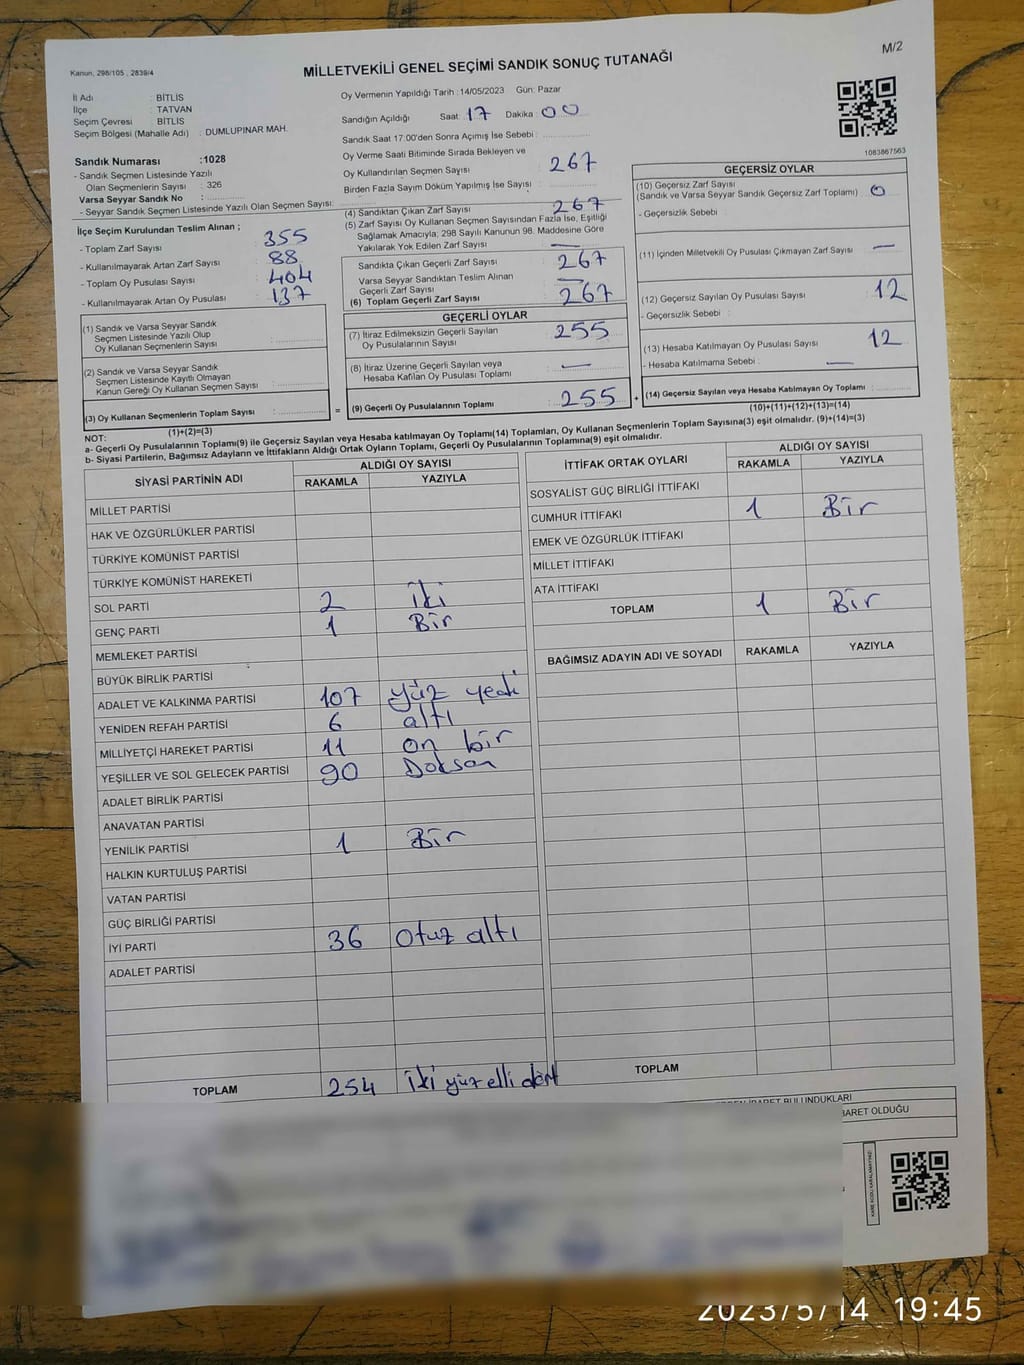 Kanun, 298/105 , 2839/4
M/2
MİLLETVEKİLİ GENEL SEÇİMİ SANDIK SONUÇ TUTANAĞI
İl Adı : BİTLİS
İlçe : TATVAN
Seçim Çevresi : BİTLİS
Seçim Bölgesi (Mahalle Adı) : DUMLUPINAR MAH.
Sandık Numarası :1028
- Sandık Seçmen Listesinde Yazılı
Olan Seçmenlerin Sayısı : 326
Varsa Seyyar Sandık No :
- Seyyar Sandık Seçmen Listesinde Yazılı Olan Seçmen Sayısı:
İlçe Seçim Kurulundan Teslim Alınan ;
- Toplam Zarf Sayısı 355
- Kullanılmayarak Artan Zarf Sayısı 88
- Toplam Oy Pusulası Sayısı 404
- Kullanılmayarak Artan Oy Pusulası 137
(1) Sandık ve Varsa Seyyar Sandık
Seçmen Listesinde Yazılı Olup
Oy Kullanan Seçmenlerin Sayısı :
(2) Sandık ve Varsa Seyyar Sandık
Seçmen Listesinde Kayıtlı Olmayan
Kanun Gereği Oy Kullanan Seçmen Sayısı :
(3) Oy Kullanan Seçmenlerin Toplam Sayısı :
(1)+(2)=(3)
Oy Vermenin Yapıldığı Tarih :14/05/2023 Gün: Pazar
Sandığın Açıldığı Saat: 17 Dakika 00
Sandık Saat 17:00'den Sonra Açımış İse Sebebi :
Oy Verme Saati Bitiminde Sırada Bekleyen ve
Oy Kullandırılan Seçmen Sayısı : 267
Birden Fazla Sayım Döküm Yapılmış İse Sayısı :
(4) Sandıktan Çıkan Zarf Sayısı 267
(5) Zarf Sayısı Oy Kullanan Seçmen Sayısından Fazla İse, Eşitliği
Sağlamak Amacıyla; 298 Sayılı Kanunun 98. Maddesine Göre
Yakılarak Yok Edilen Zarf Sayısı : —
Sandıkta Çıkan Geçerli Zarf Sayısı : 267
Varsa Seyyar Sandıktan Teslim Alınan
Geçerli Zarf Sayısı : —
(6) Toplam Geçerli Zarf Sayısı : 267
GEÇERLİ OYLAR
(7) İtiraz Edilmeksizin Geçerli Sayılan
Oy Pusulalarının Sayısı : 255
(8) İtiraz Üzerine Geçerli Sayılan veya
Hesaba Katılan Oy Pusulası Toplamı : —
= (9) Geçerli Oy Pusulalarının Toplamı : 255 +
1083867563
GEÇERSİZ OYLAR
(10) Geçersiz Zarf Sayısı
(Sandık ve Varsa Seyyar Sandık Geçersiz Zarf Toplamı) : 0
- Geçersizlik Sebebi :
(11) İçinden Milletvekili Oy Pusulası Çıkmayan Zarf Sayısı : —
(12) Geçersiz Sayılan Oy Pusulası Sayısı : 12
- Geçersizlik Sebebi :
(13) Hesaba Katılmayan Oy Pusulası Sayısı : 12
- Hesaba Katılmama Sebebi : —
(14) Geçersiz Sayılan veya Hesaba Katılmayan Oy Toplamı :
(10)+(11)+(12)+(13)=(14)
NOT:
a- Geçerli Oy Pusulalarının Toplamı(9) ile Geçersiz Sayılan veya Hesaba katılmayan Oy Toplamı(14) Toplamları, Oy Kullanan Seçmenlerin Toplam Sayısına(3) eşit olmalıdır. (9)+(14)=(3)
b- Siyasi Partilerin, Bağımsız Adayların ve İttifakların Aldığı Ortak Oyların Toplamı, Geçerli Oy Pusulalarının Toplamına(9) eşit olmalıdır.
SİYASİ PARTİNİN ADI ALDIĞI OY SAYISI
RAKAMLA YAZIYLA
MİLLET PARTİSİ
HAK VE ÖZGÜRLÜKLER PARTİSİ
TÜRKİYE KOMÜNİST PARTİSİ
TÜRKİYE KOMÜNİST HAREKETİ
SOL PARTİ 2 iki
GENÇ PARTİ 1 Bir
MEMLEKET PARTİSİ
BÜYÜK BİRLİK PARTİSİ
ADALET VE KALKINMA PARTİSİ 107 yüz yedi
YENİDEN REFAH PARTİSİ 6 altı
MİLLİYETÇİ HAREKET PARTİSİ 11 on bir
YEŞİLLER VE SOL GELECEK PARTİSİ 90 Doksan
ADALET BİRLİK PARTİSİ
ANAVATAN PARTİSİ
YENİLİK PARTİSİ 1 Bir
HALKIN KURTULUŞ PARTİSİ
VATAN PARTİSİ
GÜÇ BİRLİĞİ PARTİSİ
İYİ PARTİ 36 otuz altı
ADALET PARTİSİ
TOPLAM 254 iki yüz elli dört
İTTİFAK ORTAK OYLARI ALDIĞI OY SAYISI
RAKAMLA YAZIYLA
SOSYALİST GÜÇ BİRLİĞİ İTTİFAKI
CUMHUR İTTİFAKI 1 Bir
EMEK VE ÖZGÜRLÜK İTTİFAKI
MİLLET İTTİFAKI
ATA İTTİFAKI
TOPLAM 1 Bir
BAĞIMSIZ ADAYIN ADI VE SOYADI RAKAMLA YAZIYLA
TOPLAM
BULUNDUKLARI
İBARET OLDUĞU
KARE KODU KARALAMAYINIZ!
2023/5/14 19:45